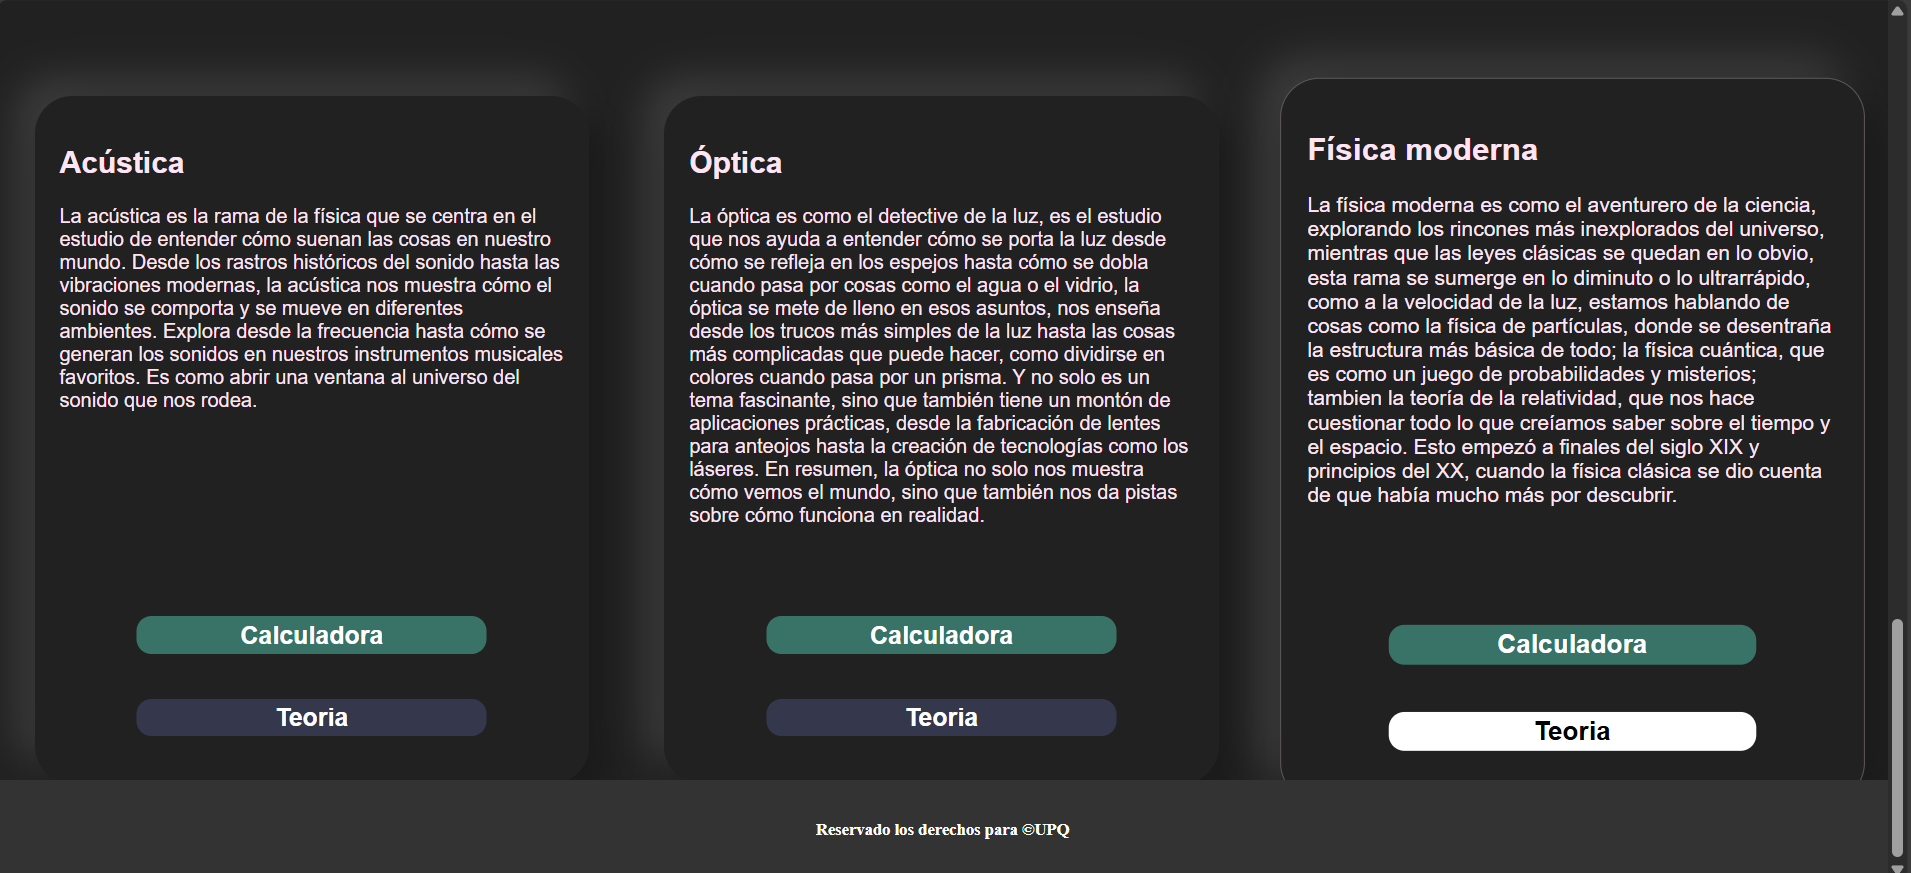 Acústica
La acústica es la rama de la física que se centra en el
estudio de entender cómo suenan las cosas en nuestro
mundo. Desde los rastros históricos del sonido hasta las
vibraciones modernas, la acústica nos muestra cómo el
sonido se comporta y se mueve en diferentes
ambientes. Explora desde la frecuencia hasta cómo se
generan los sonidos en nuestros instrumentos musicales
favoritos. Es como abrir una ventana al universo del
sonido que nos rodea.
Calculadora
Teoria
Óptica
La óptica es como el detective de la luz, es el estudio
que nos ayuda a entender cómo se porta la luz desde
cómo se refleja en los espejos hasta cómo se dobla
cuando pasa por cosas como el agua o el vidrio, la
óptica se mete de lleno en esos asuntos, nos enseña
desde los trucos más simples de la luz hasta las cosas
más complicadas que puede hacer, como dividirse en
colores cuando pasa por un prisma. Y no solo es un
tema fascinante, sino que también tiene un montón de
aplicaciones prácticas, desde la fabricación de lentes
para anteojos hasta la creación de tecnologías como los
láseres. En resumen, la óptica no solo nos muestra
cómo vemos el mundo, sino que también nos da pistas
sobre cómo funciona en realidad.
Calculadora
Teoria
Física moderna
La física moderna es como el aventurero de la ciencia,
explorando los rincones más inexplorados del universo,
mientras que las leyes clásicas se quedan en lo obvio,
esta rama se sumerge en lo diminuto o lo ultrarrápido,
como a la velocidad de la luz, estamos hablando de
cosas como la física de partículas, donde se desentraña
la estructura más básica de todo; la física cuántica, que
es como un juego de probabilidades y misterios;
tambien la teoría de la relatividad, que nos hace
cuestionar todo lo que creíamos saber sobre el tiempo y
el espacio. Esto empezó a finales del siglo XIX y
principios del XX, cuando la física clásica se dio cuenta
de que había mucho más por descubrir.
Calculadora
Teoria
Reservado los derechos para ©UPQ